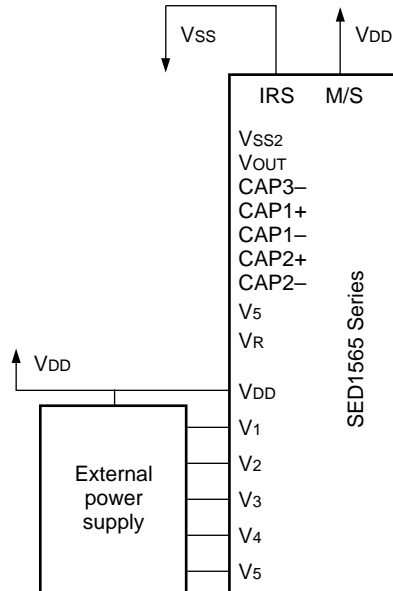 VSS
VDD
IRS M/S
VSS2
VOUT
CAP3–
CAP1+
CAP1–
CAP2+
CAP2–
V5
VR
SED1565 Series
VDD
VDD
External
power
supply
V1
V2
V3
V4
V5